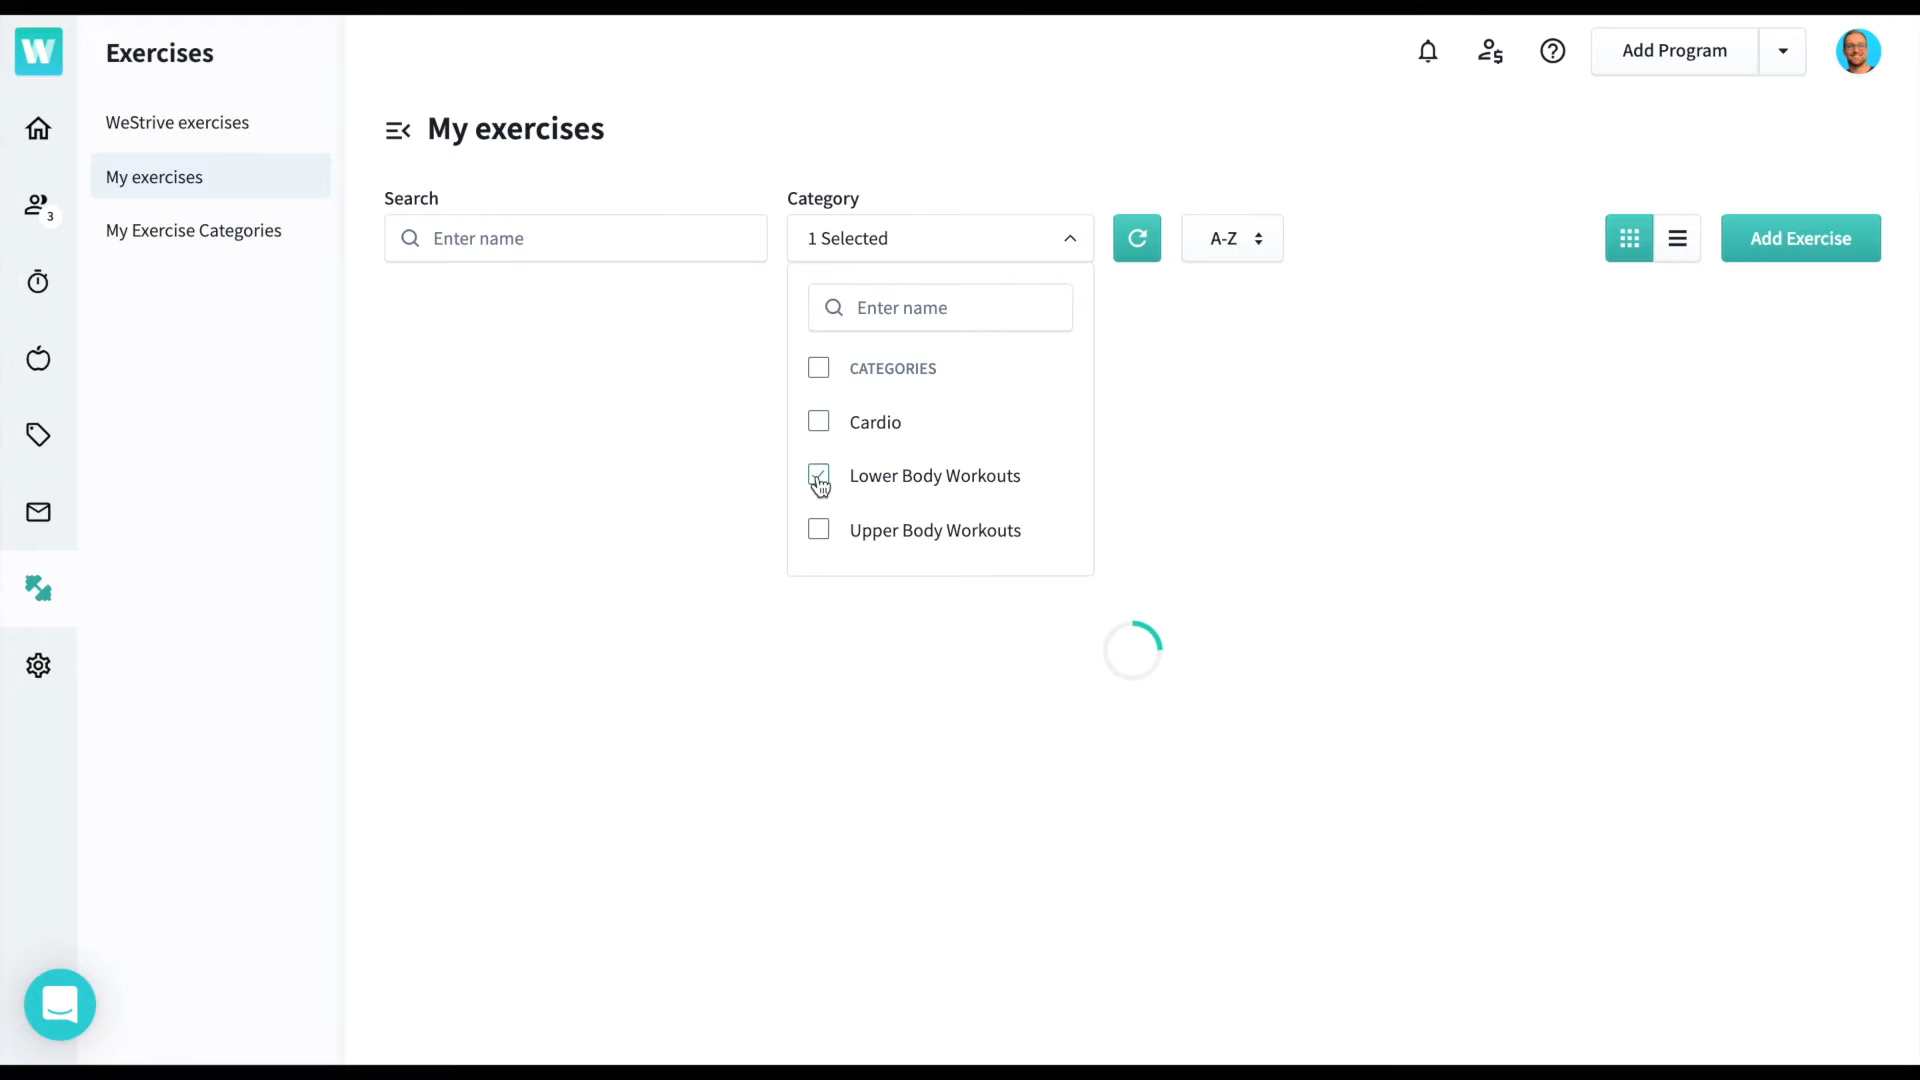 W
Exercises
Add Program
WeStrive exercises
My exercises
3
My Exercise Categories
My exercises
Search
Category
Enter name
1 Selected
A-Z
Add Exercise
Enter name
CATEGORIES
Cardio
Lower Body Workouts
Upper Body Workouts